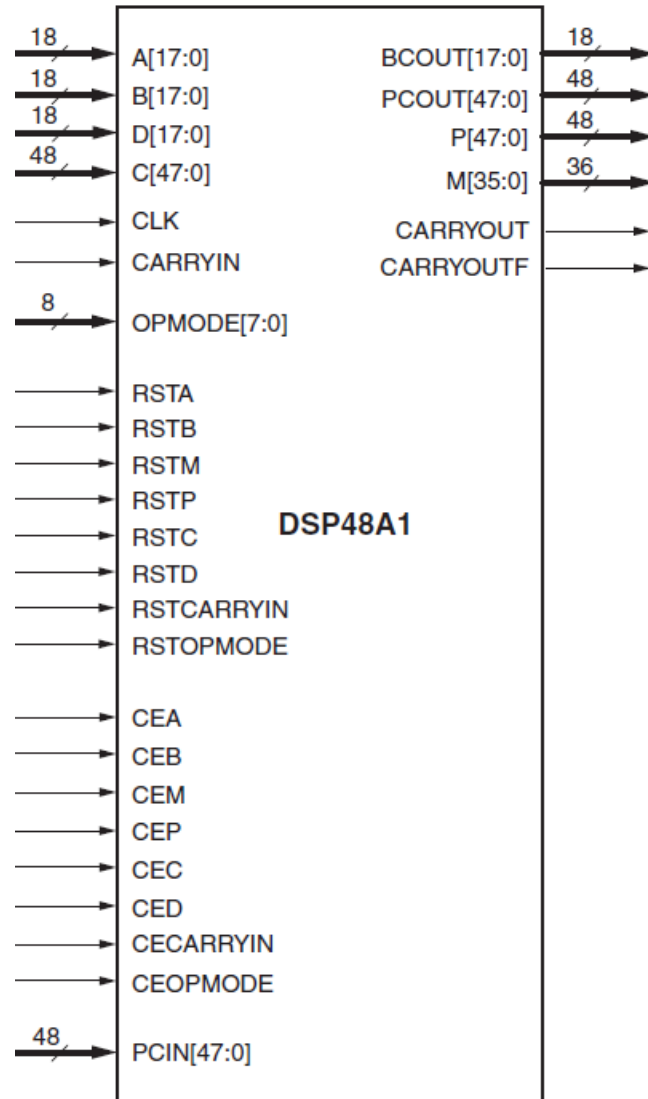 18
A[17:0]
18
B[17:0]
18
D[17:0]
48
C[47:0]
CLK
CARRYIN
8
OPMODE[7:0]
RSTA
RSTB
RSTM
RSTP
RSTC
RSTD
RSTCARRYIN
RSTOPMODE
CEA
CEB
CEM
CEP
CEC
CED
CECARRYIN
CEOPMODE
48
PCIN[47:0]
DSP48A1
BCOUT[17:0]
18
PCOUT[47:0]
48
P[47:0]
48
M[35:0]
36
CARRYOUT
CARRYOUTF